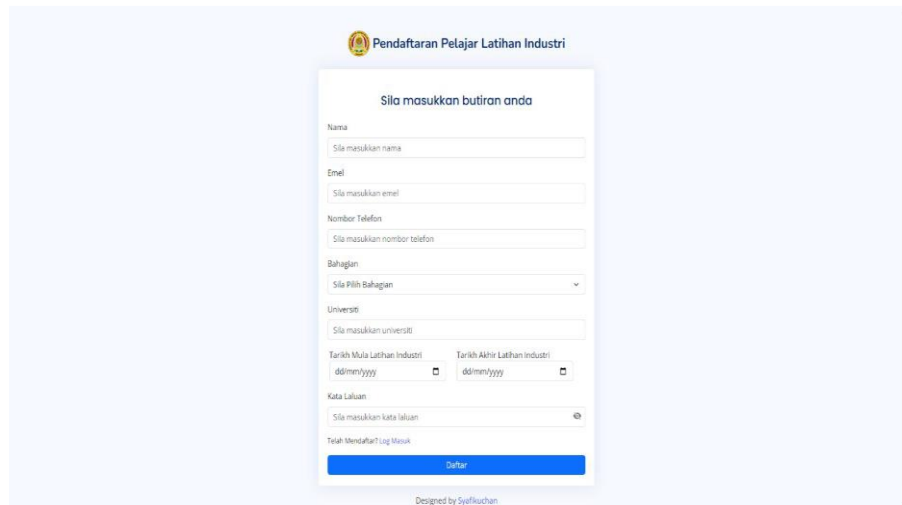 Pendaftaran Pelajar Latihan Industri
Sila masukkan butiran anda
Nama
Sila masukkan nama
Emel
Sila masukkan emel
Nombor Telefon
Sila masukkan nombor telefon
Bahagian
Sila Pilih Bahagian
Universiti
Sila masukkan universiti
Tarikh Mula Latihan Industri Tarikh Akhir Latihan Industri
dd/mm/yyyy dd/mm/yyyy
Kata Laluan
Sila masukkan kata laluan
Telah Mendaftar? Log Masuk
Daftar
Designed by Syafikuchan